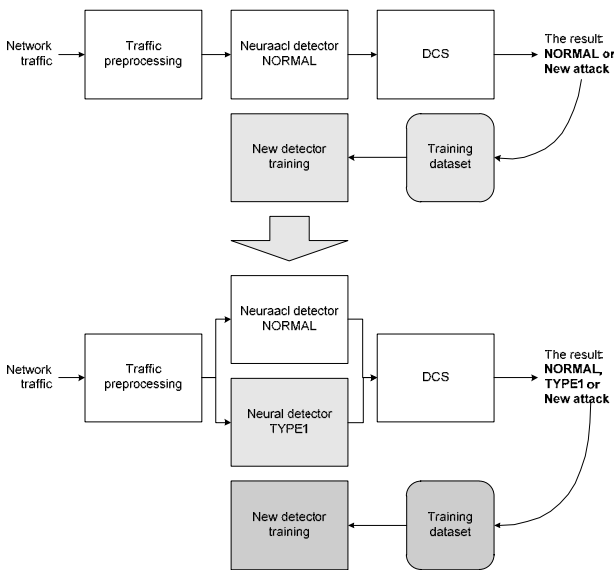 Network
traffic
Traffic
preprocessing
Neuraacl detector
NORMAL
DCS
The result:
NORMAL or
New attack
New detector
training
Training
dataset
Network
traffic
Traffic
preprocessing
Neuraacl detector
NORMAL
Neural detector
TYPE1
DCS
The result:
NORMAL,
TYPE1 or
New attack
New detector
training
Training
dataset